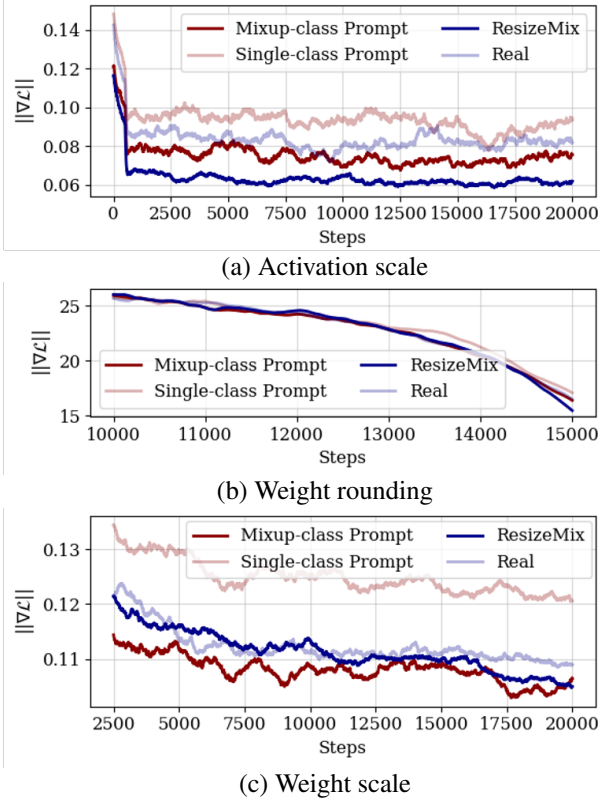 0.14
0.12
0.10
0.08
0.06
||∇ℒ||
Mixup-class Prompt
Single-class Prompt
ResizeMix
Real
0 2500 5000 7500 10000 12500 15000 17500 20000
Steps
(a) Activation scale
25
20
15
||∇ℒ||
Mixup-class Prompt
Single-class Prompt
ResizeMix
Real
10000 11000 12000 13000 14000 15000
Steps
(b) Weight rounding
0.13
0.12
0.11
||∇ℒ||
Mixup-class Prompt
Single-class Prompt
ResizeMix
Real
2500 5000 7500 10000 12500 15000 17500 20000
Steps
(c) Weight scale